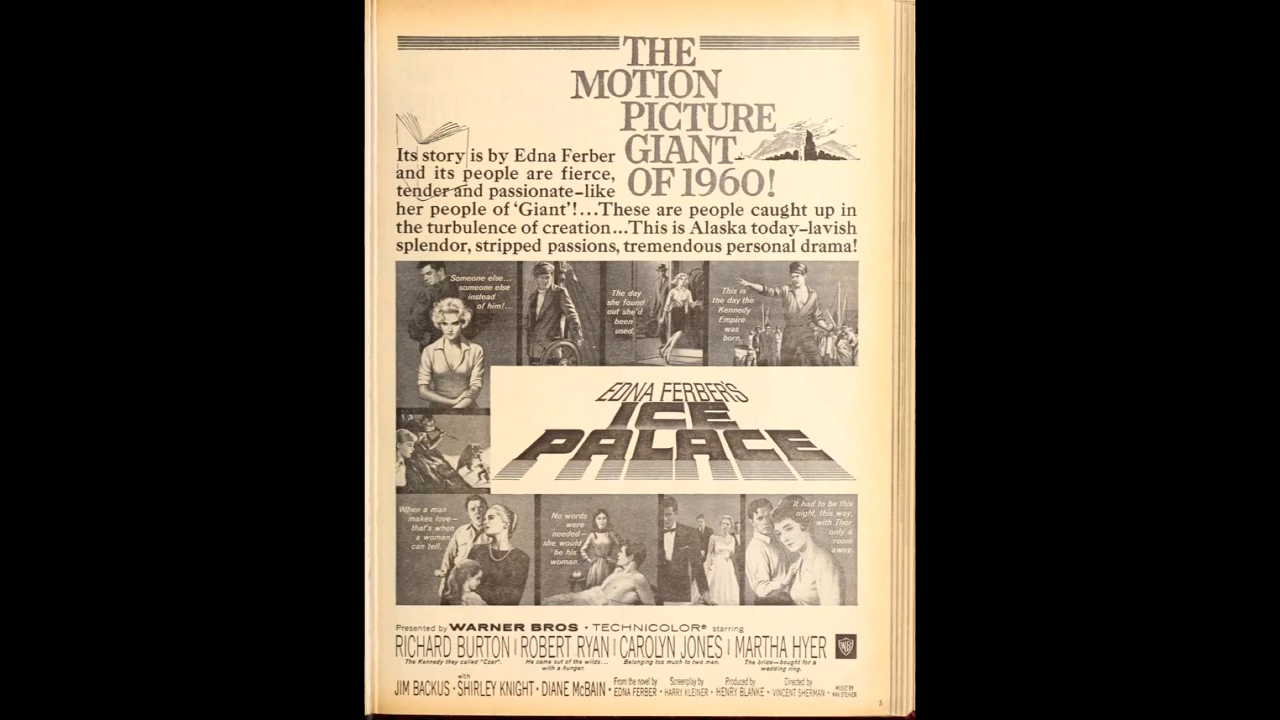 THE
MOTION
PICTURE
GIANT
OF 1960!
Its story is by Edna Ferber
and its people are fierce,
tender and passionate–like
her people of ‘Giant’!...These are people caught up in
the turbulence of creation...This is Alaska today–lavish
splendor, stripped passions, tremendous personal drama!
Someone else...
someone else
instead
of him!...
The day
she found
out she'd
been
used.
This is
the day the
Kennedy
Empire
was
born.
EDNA FERBER'S
ICE
PALACE
When a man
makes love—
that's when
a woman
can tell.
No words
were
needed—
she would
be his
woman.
It had to be this
night, this way,
with Thor
only a
room
away.
Presented by WARNER BROS · TECHNICOLOR® starring
RICHARD BURTON | ROBERT RYAN | CAROLYN JONES | MARTHA HYER
The Kennedy they called "Czar".
He came out of the wilds...
with a hunger.
Belonging too much to two men.
The bride—bought for a
wedding ring.
WB
with
JIM BACKUS · SHIRLEY KNIGHT · DIANE McBAIN ·
From the novel by
EDNA FERBER ·
Screenplay by
HARRY KLEINER ·
Produced by
HENRY BLANKE ·
Directed by
VINCENT SHERMAN ·
MUSIC BY
MAX STEINER
5